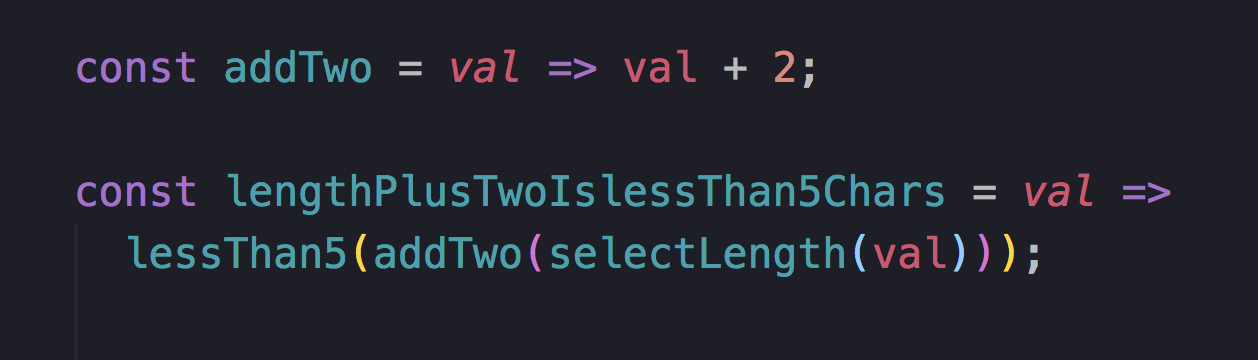 const addTwo = val => val + 2;
const lengthPlusTwoIslessThan5Chars = val =>
lessThan5(addTwo(selectLength(val)));